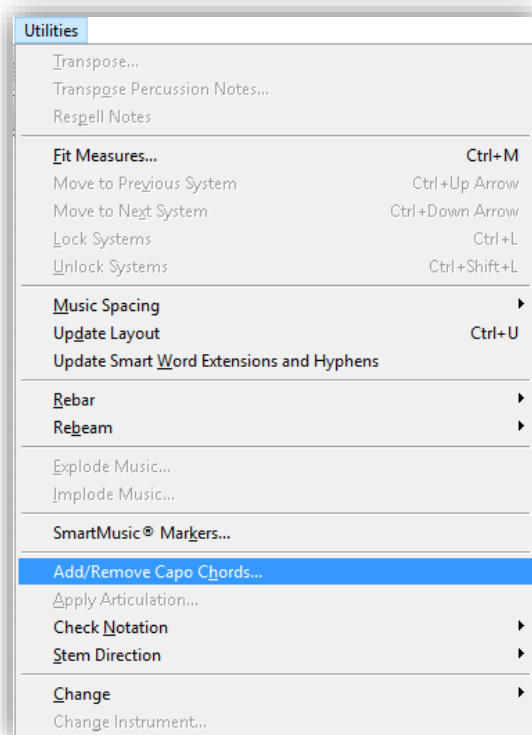 Utilities
Transpose...
Transpose Percussion Notes...
Respell Notes
Fit Measures... Ctrl+M
Move to Previous System Ctrl+Up Arrow
Move to Next System Ctrl+Down Arrow
Lock Systems Ctrl+L
Unlock Systems Ctrl+Shift+L
Music Spacing
Update Layout Ctrl+U
Update Smart Word Extensions and Hyphens
Rebar
Rebeam
Explode Music...
Implode Music...
SmartMusic® Markers...
Add/Remove Capo Chords...
Apply Articulation...
Check Notation
Stem Direction
Change
Change Instrument...